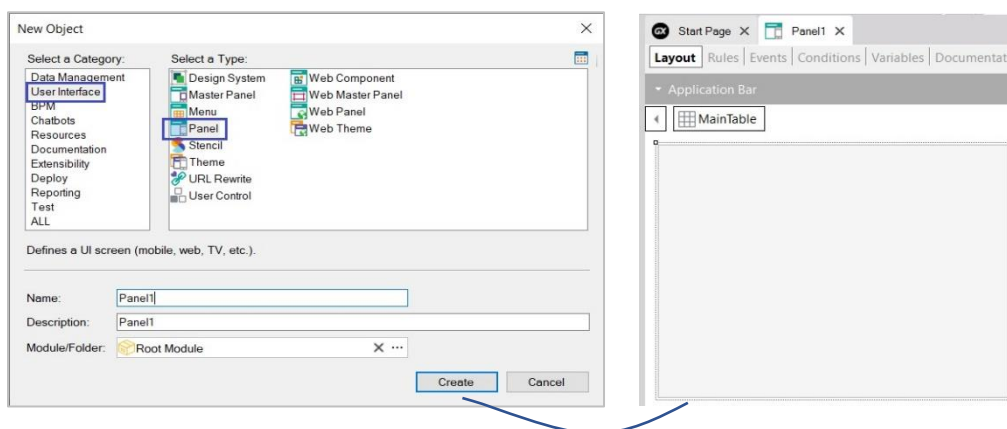 New Object
Select a Category:
Data Management
User Interface
BPM
Chatbots
Resources
Documentation
Extensibility
Deploy
Reporting
Test
ALL
Select a Type:
Design System
Master Panel
Menu
Panel
Stencil
Theme
URL Rewrite
User Control
Web Component
Web Master Panel
Web Panel
Web Theme
Defines a UI screen (mobile, web, TV, etc.).
Name: Panel1
Description: Panel1
Module/Folder: Root Module
Create Cancel
GX Start Page Panel1
Layout Rules Events Conditions Variables Documentat
Application Bar
MainTable